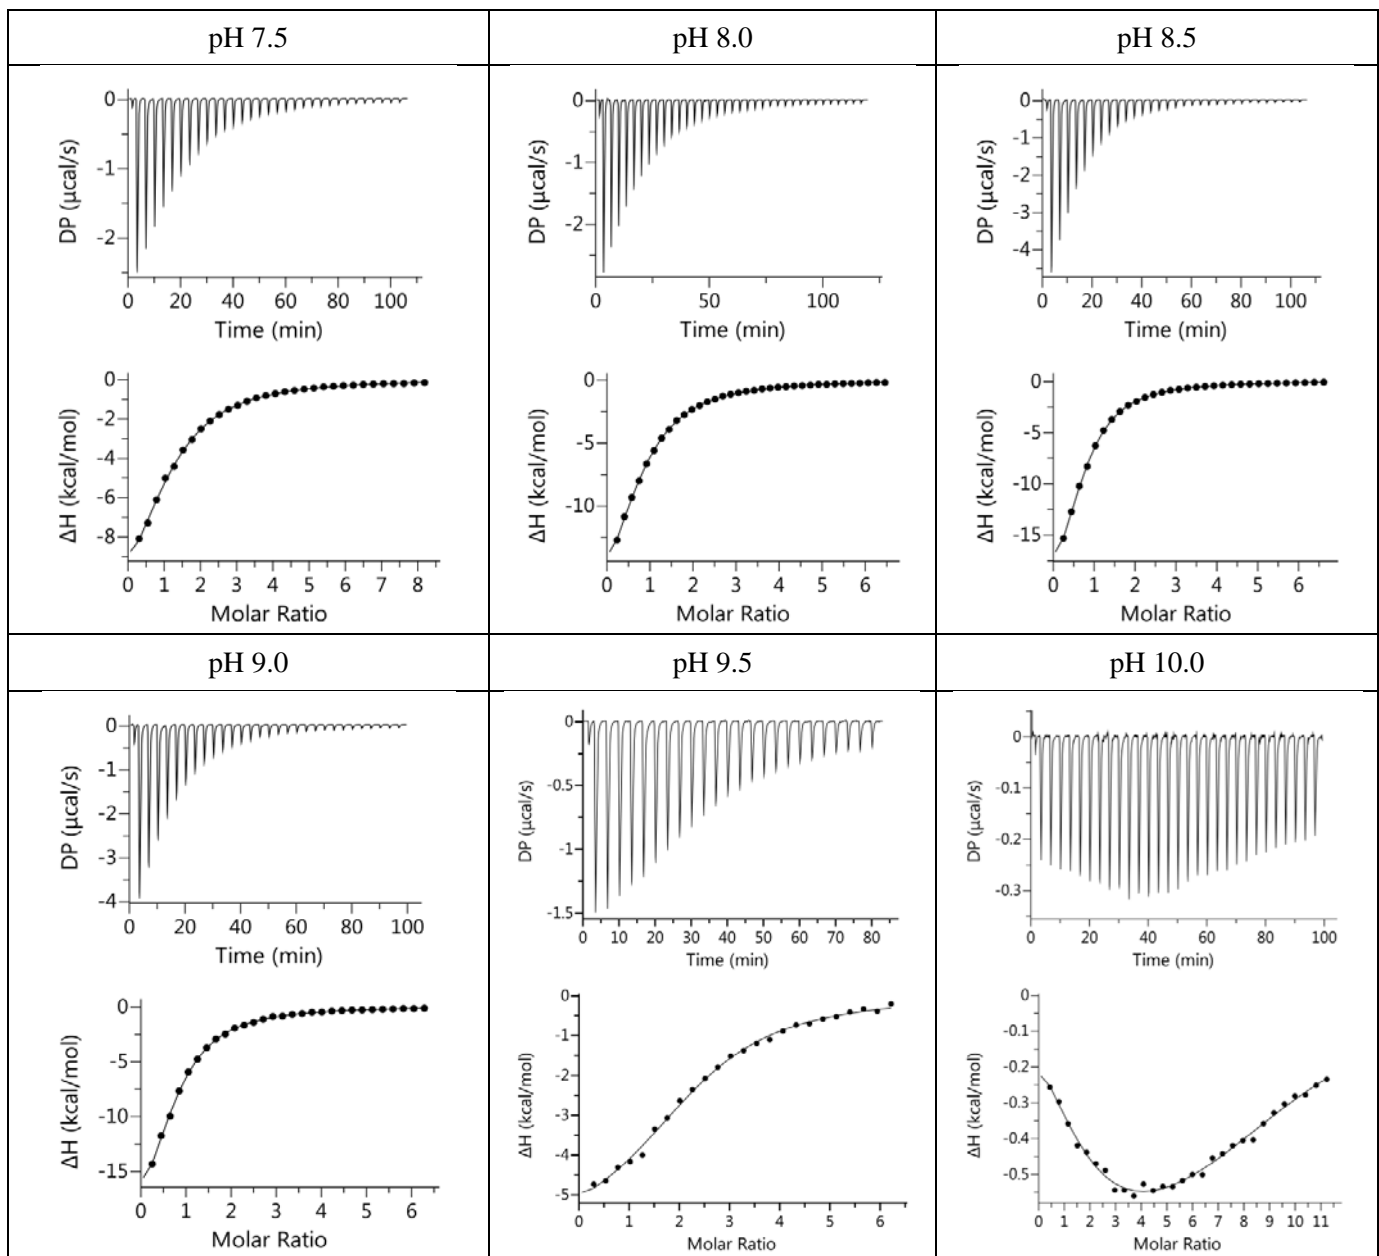 pH 7.5
pH 8.0
pH 8.5
0
-1
-2
DP (µcal/s)
0 20 40 60 80 100
Time (min)
0
-1
-2
DP (µcal/s)
0 50 100
Time (min)
0
-1
-2
-3
-4
DP (µcal/s)
0 20 40 60 80 100
Time (min)
0
-2
-4
-6
-8
ΔH (kcal/mol)
0 1 2 3 4 5 6 7 8
Molar Ratio
0
-5
-10
ΔH (kcal/mol)
0 1 2 3 4 5 6
Molar Ratio
0
-5
-10
-15
ΔH (kcal/mol)
0 1 2 3 4 5 6
Molar Ratio
pH 9.0
pH 9.5
pH 10.0
0
-1
-2
-3
-4
DP (µcal/s)
0 20 40 60 80 100
Time (min)
0
-0.5
-1
-1.5
DP (µcal/s)
0 10 20 30 40 50 60 70 80
Time (min)
0
-0.1
-0.2
-0.3
DP (µcal/s)
0 20 40 60 80 100
Time (min)
0
-5
-10
-15
ΔH (kcal/mol)
0 1 2 3 4 5 6
Molar Ratio
0
-1
-2
-3
-4
-5
ΔH (kcal/mol)
0 1 2 3 4 5 6
Molar Ratio
0
-0.1
-0.2
-0.3
-0.4
-0.5
ΔH (kcal/mol)
0 1 2 3 4 5 6 7 8 9 10 11
Molar Ratio